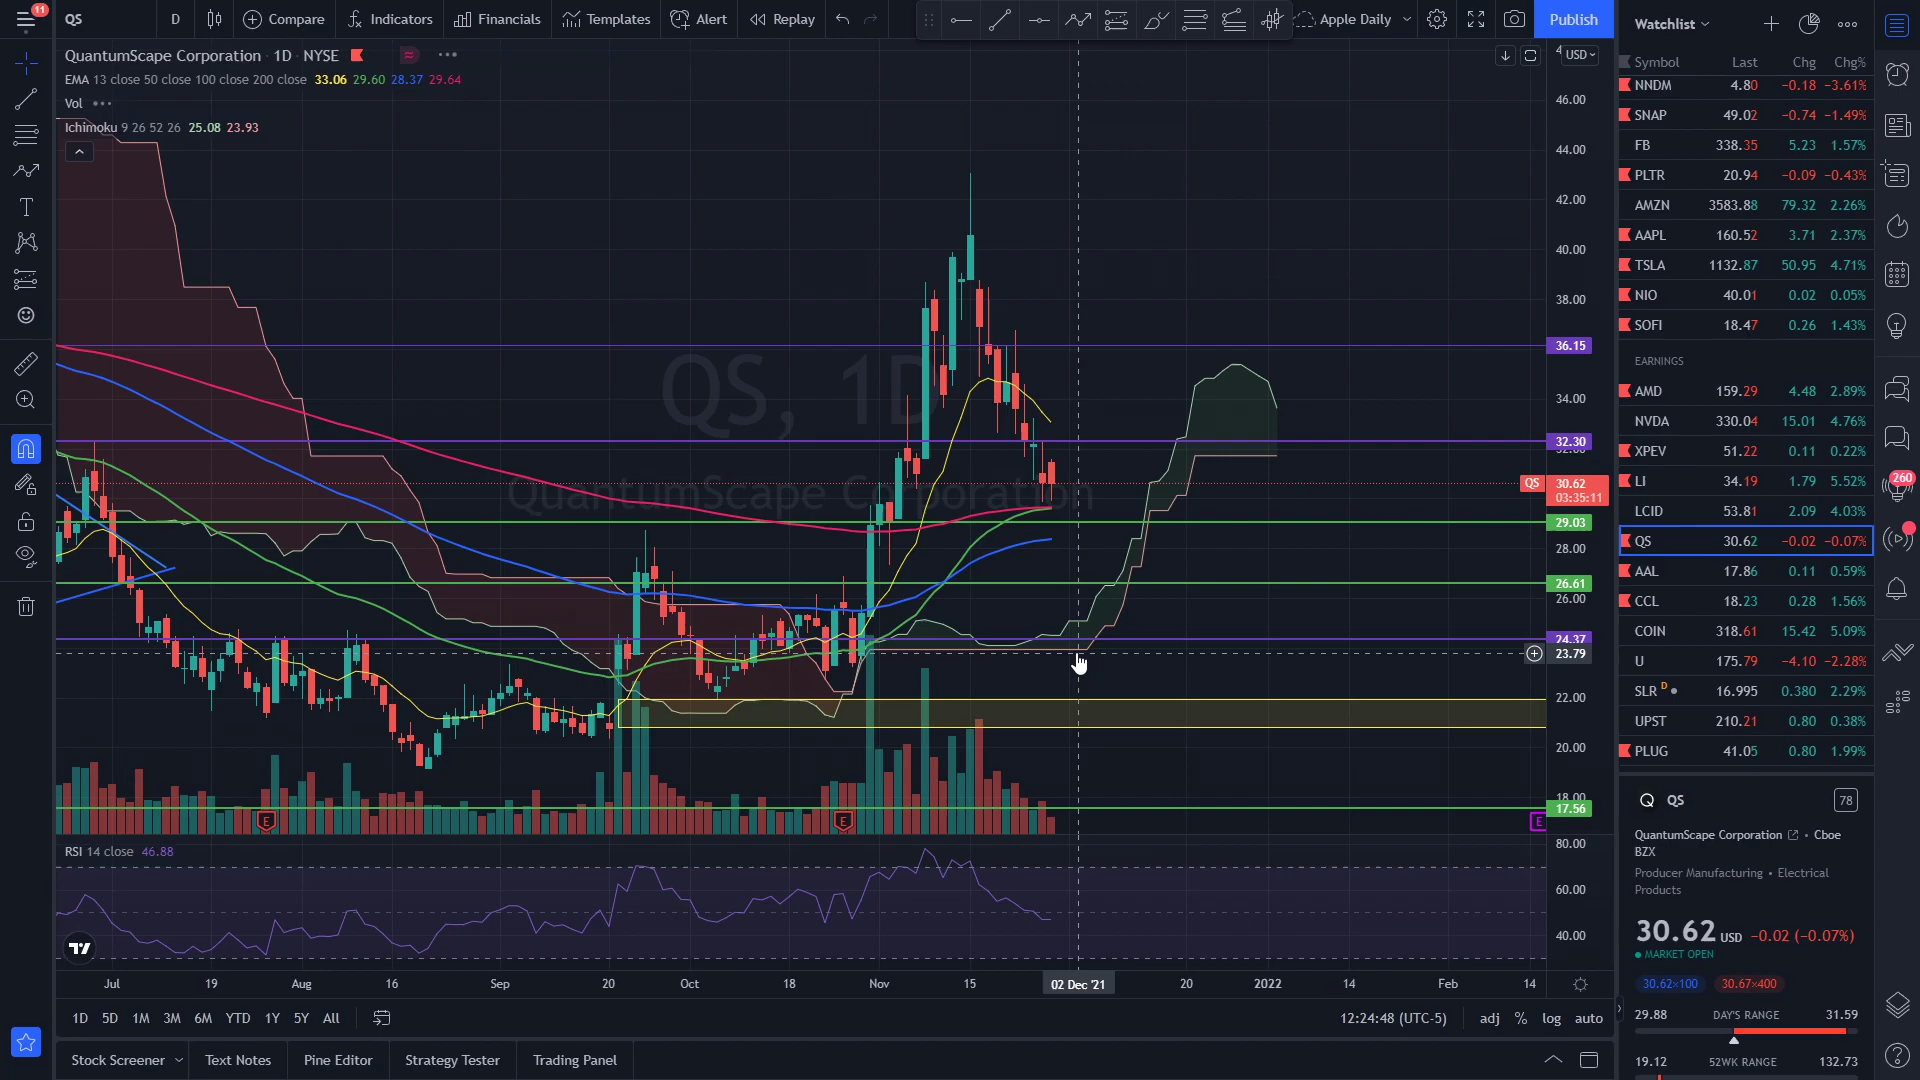 11
QS
D
Compare
Indicators
Financials
Templates
Alert
Replay
Apple Daily
Publish
QuantumScape Corporation · 1D · NYSE
EMA 13 close 50 close 100 close 200 close 33.06 29.60 28.37 29.64
Vol
Ichimoku 9 26 52 26 25.08 23.93
QS, 1D
QuantumScape Corporation
USD
46.00
44.00
42.00
40.00
38.00
36.15
34.00
32.30
QS 30.62
03:35:11
29.03
28.00
26.61
26.00
24.37
23.79
22.00
20.00
18.00
17.56
E
E
E
RSI 14 close 46.88
80.00
60.00
40.00
Jul 19 Aug 16 Sep 20 Oct 18 Nov 15 02 Dec '21 20 2022 14 Feb 14
1D 5D 1M 3M 6M YTD 1Y 5Y All
12:24:48 (UTC-5)
adj % log auto
Stock Screener
Text Notes
Pine Editor
Strategy Tester
Trading Panel
Watchlist
Symbol Last Chg Chg%
NNDM 4.80 −0.18 −3.61%
SNAP 49.02 −0.74 −1.49%
FB 338.35 5.23 1.57%
PLTR 20.94 −0.09 −0.43%
AMZN 3583.88 79.32 2.26%
AAPL 160.52 3.71 2.37%
TSLA 1132.87 50.95 4.71%
NIO 40.01 0.02 0.05%
SOFI 18.47 0.26 1.43%
EARNINGS
AMD 159.29 4.48 2.89%
NVDA 330.04 15.01 4.76%
XPEV 51.22 0.11 0.22%
LI 34.19 1.79 5.52%
LCID 53.81 2.09 4.03%
QS 30.62 −0.02 −0.07%
AAL 17.86 0.11 0.59%
CCL 18.23 0.28 1.56%
COIN 318.61 15.42 5.09%
U 175.79 −4.10 −2.28%
SLR D 16.995 0.380 2.29%
UPST 210.21 0.80 0.38%
PLUG 41.05 0.80 1.99%
QS
78
QuantumScape Corporation • Cboe
BZX
Producer Manufacturing • Electrical
Products
30.62 USD −0.02 (−0.07%)
MARKET OPEN
30.62×100 30.67×400
29.88 DAY'S RANGE 31.59
19.12 52WK RANGE 132.73
260